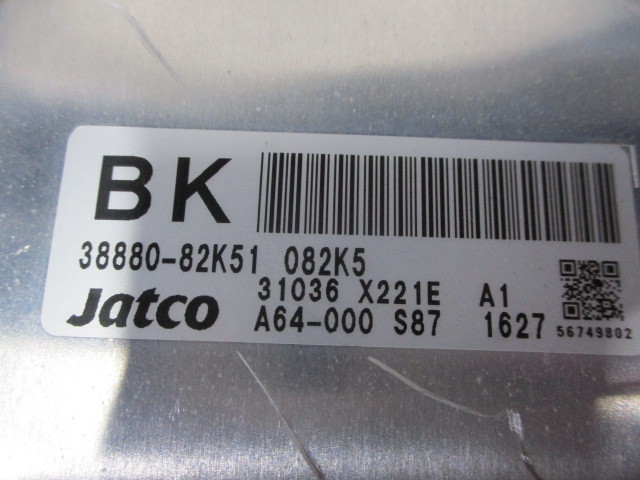 BK
38880-82K51 082K5
31036 X221E A1
Jatco A64-000 S87 1627
56749802